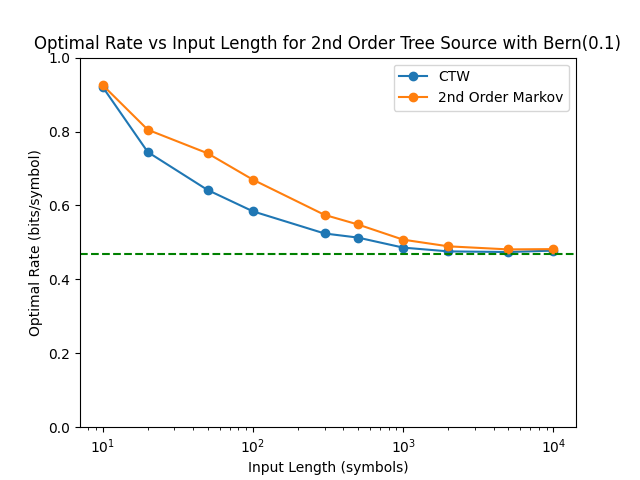 Optimal Rate vs Input Length for 2nd Order Tree Source with Bern(0.1)
CTW
2nd Order Markov
Optimal Rate (bits/symbol)
1.0
0.8
0.6
0.4
0.2
0.0
10¹ 10² 10³ 10⁴
Input Length (symbols)